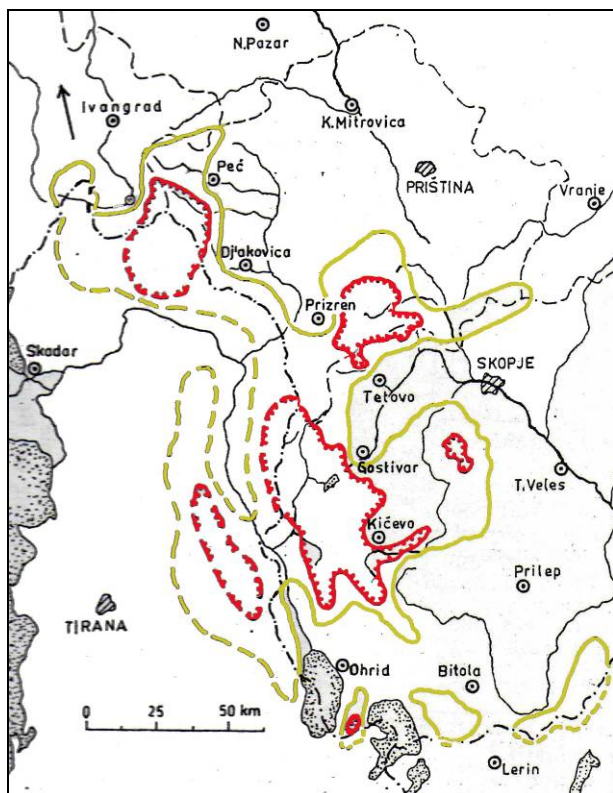 N.Pazar
Ivangrad
K.Mitrovica
Peć
PRIŠTINA
Vranje
Djakovica
Prizren
Skadar
SKOPJE
Tetovo
Gostivar
T.Veles
Kićevo
Prilep
TIRANA
Ohrid
Bitola
0 25 50 km
Lerin